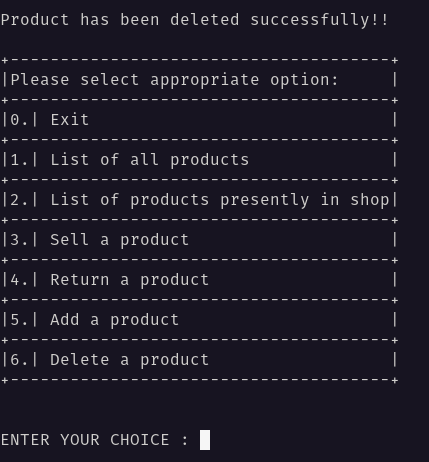 Product has been deleted successfully!!
+--------------------------------------+
|Please select appropriate option:     |
+--------------------------------------+
|0.| Exit                              |
+--------------------------------------+
|1.| List of all products              |
+--------------------------------------+
|2.| List of products presently in shop|
+--------------------------------------+
|3.| Sell a product                    |
+--------------------------------------+
|4.| Return a product                  |
+--------------------------------------+
|5.| Add a product                     |
+--------------------------------------+
|6.| Delete a product                  |
+--------------------------------------+
ENTER YOUR CHOICE :